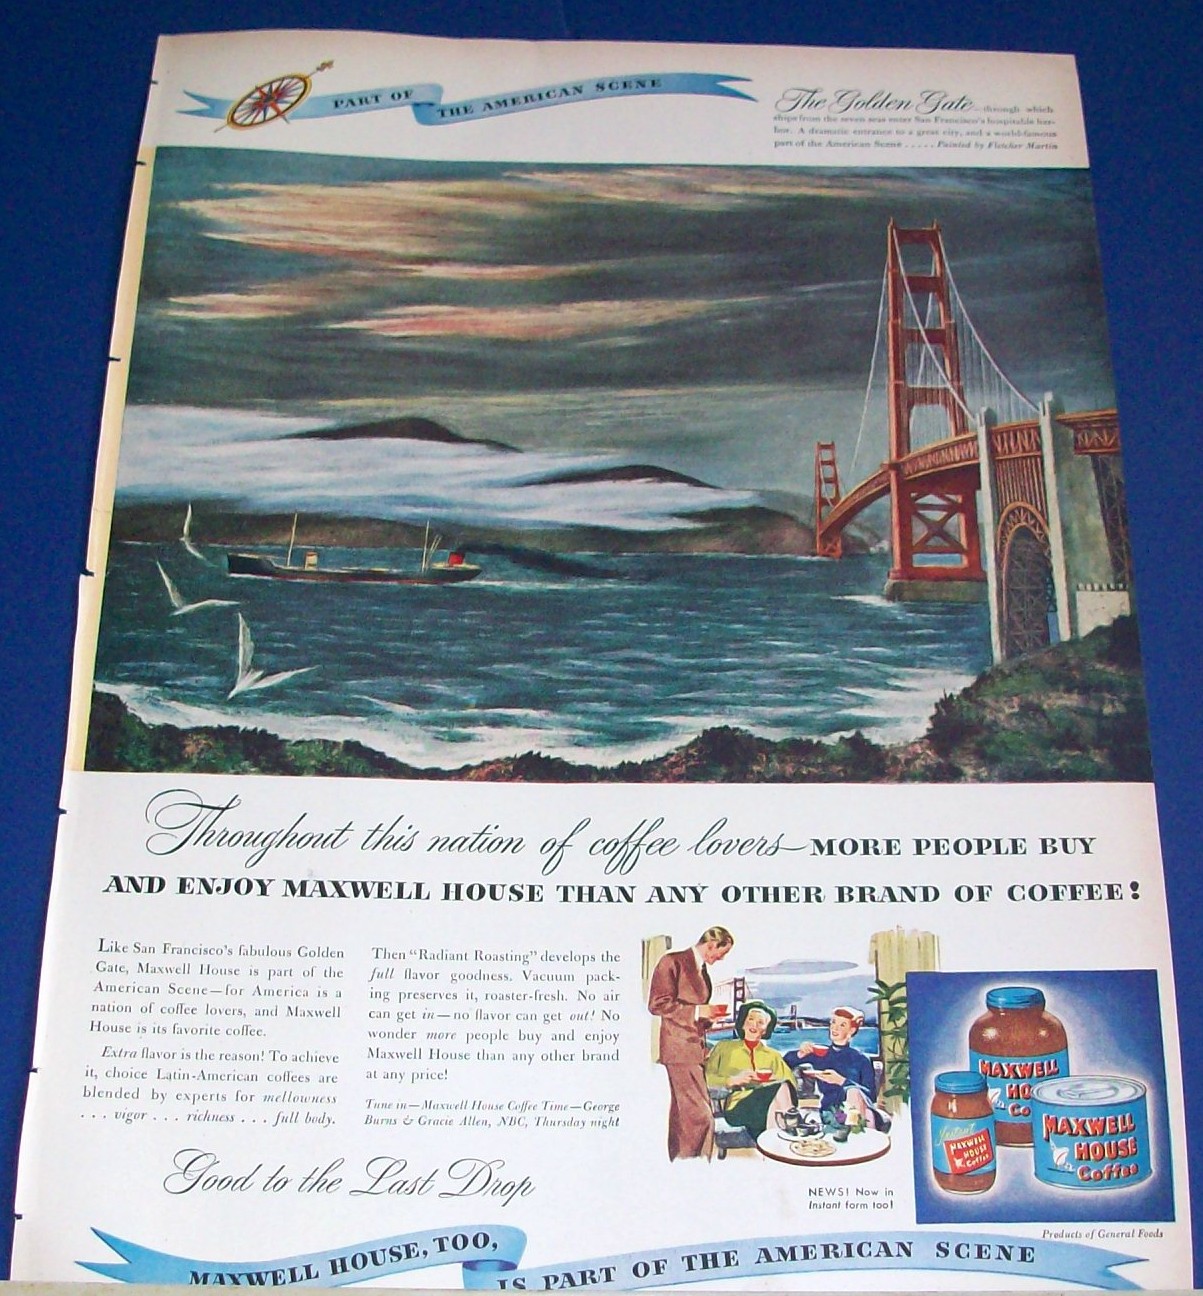 PART OF THE AMERICAN SCENE
The Golden Gate—through which
ships from the seven seas enter San Francisco's hospitable har-
bor. A dramatic entrance to a great city, and a world-famous
part of the American Scene . . . . . Painted by Fletcher Martin
Throughout this nation of coffee lovers—MORE PEOPLE BUY
AND ENJOY MAXWELL HOUSE THAN ANY OTHER BRAND OF COFFEE!
Like San Francisco's fabulous Golden
Gate, Maxwell House is part of the
American Scene—for America is a
nation of coffee lovers, and Maxwell
House is its favorite coffee.
Extra flavor is the reason! To achieve
it, choice Latin-American coffees are
blended by experts for mellowness
. . . vigor . . . richness . . . full body.
Then "Radiant Roasting" develops the
full flavor goodness. Vacuum pack-
ing preserves it, roaster-fresh. No air
can get in—no flavor can get out! No
wonder more people buy and enjoy
Maxwell House than any other brand
at any price!
Tune in—Maxwell House Coffee Time—George
Burns & Gracie Allen, NBC, Thursday night
Good to the Last Drop
NEWS! Now in
Instant form too!
MAXWELL
HO
Co
Instant
MAXWELL
HOUSE
Coffee
MAXWELL
HOUSE
Coffee
Products of General Foods
MAXWELL HOUSE, TOO,
IS PART OF THE AMERICAN SCENE